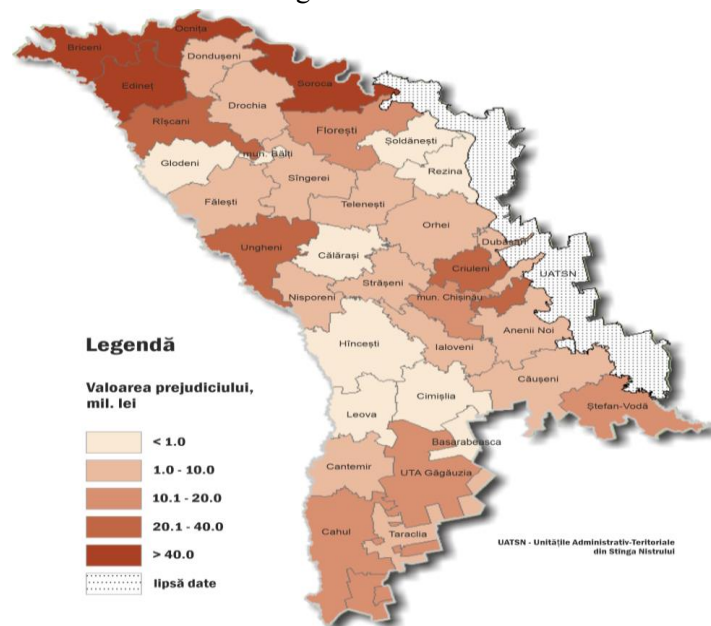 Ocnița
Briceni
Dondușeni
Edineț
Soroca
Drochia
Rîșcani
Florești
Șoldănești
mun. Bălți
Glodeni
Rezina
Sîngerei
Fălești
Telenești
Orhei
Ungheni
Dubăsari
Călărași
Criuleni
UATSN
Strășeni
Nisporeni
mun. Chișinău
Anenii Noi
Hîncești
Ialoveni
Căușeni
Cimișlia
Ștefan-Vodă
Leova
Basarabeasca
Cantemir
UTA Găgăuzia
Cahul
Taraclia
Legendă
Valoarea prejudiciului,
mil. lei
< 1.0
1.0 - 10.0
10.1 - 20.0
20.1 - 40.0
> 40.0
lipsă date
UATSN - Unitățile Administrativ-Teritoriale
din Stînga Nistrului